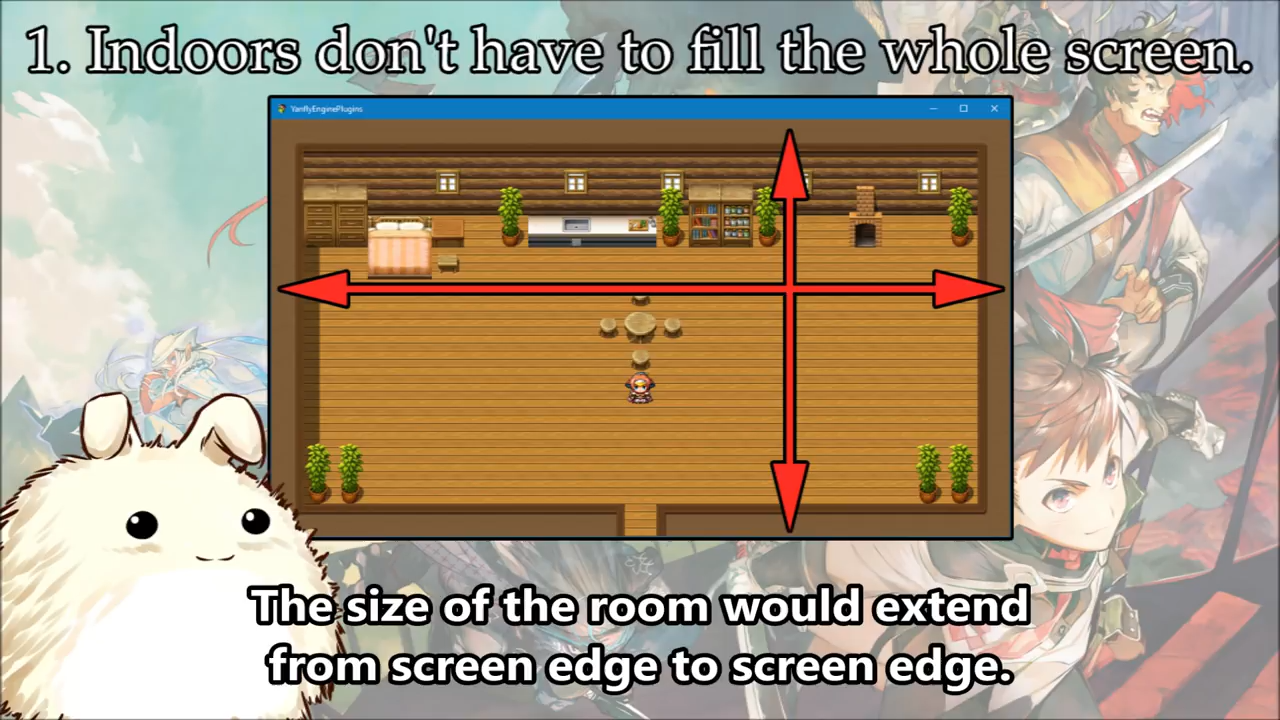 1. Indoors don't have to fill the whole screen.
YanflyEnginePlugins
The size of the room would extend
from screen edge to screen edge.